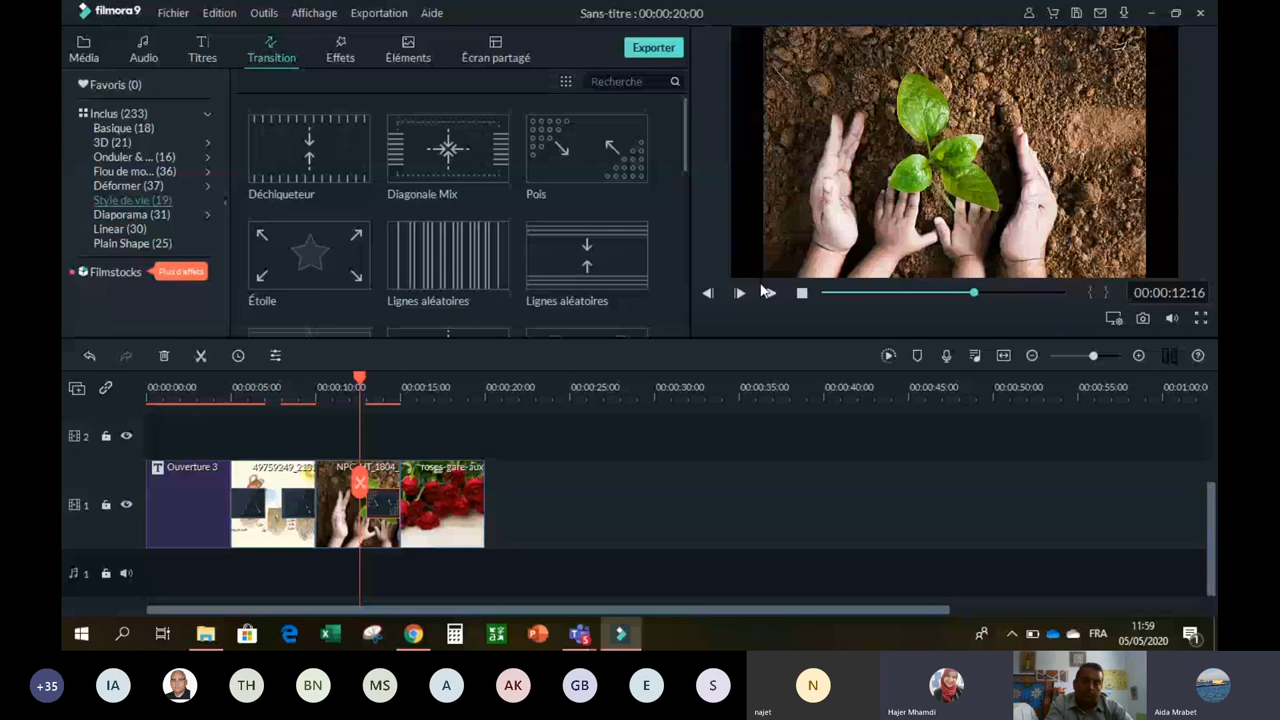 filmora9 Fichier Edition Outils Affichage Exportation Aide Sans-titre : 00:00:20:00
Média Audio Titres Transition Effets Éléments Écran partagé Exporter
Favoris (0) Recherche
Inclus (233)
Basique (18)
3D (21)
Onduler & ... (16)
Flou de mo... (36)
Déformer (37)
Style de vie (19)
Diaporama (31)
Linear (30)
Plain Shape (25)
Filmstocks Plus d'effets
Déchiqueteur Diagonale Mix Pois
Étoile Lignes aléatoires Lignes aléatoires
00:00:12:16
00:00:00:00 00:00:05:00 00:00:10:00 00:00:15:00 00:00:20:00 00:00:25:00 00:00:30:00 00:00:35:00 00:00:40:00 00:00:45:00 00:00:50:00 00:00:55:00 00:01:00:0
2
T Ouverture 3
roses-gare-aux
1
1
FRA 11:59
05/05/2020 1
+35 IA TH BN MS A AK GB E S N
najet Hajer Mhamdi Aida Mrabet